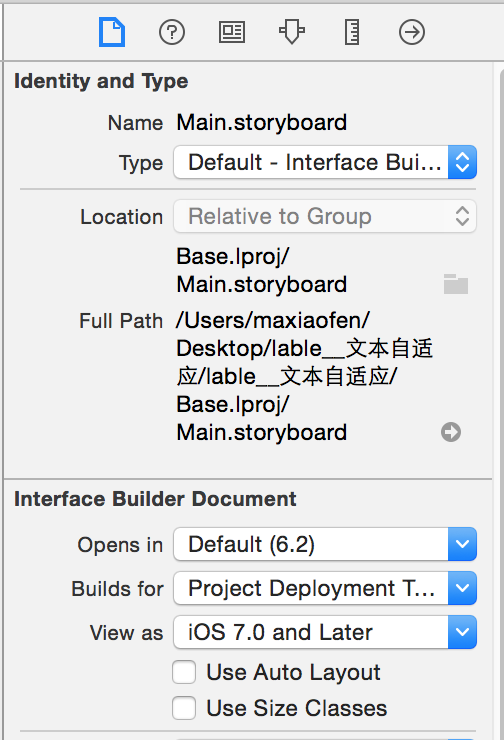 Identity and Type
Name Main.storyboard
Type Default - Interface Bui...
Location Relative to Group
Base.lproj/
Main.storyboard
Full Path /Users/maxiaofen/
Desktop/lable__文本自适
应/lable__文本自适应/
Base.lproj/
Main.storyboard
Interface Builder Document
Opens in Default (6.2)
Builds for Project Deployment T...
View as iOS 7.0 and Later
Use Auto Layout
Use Size Classes